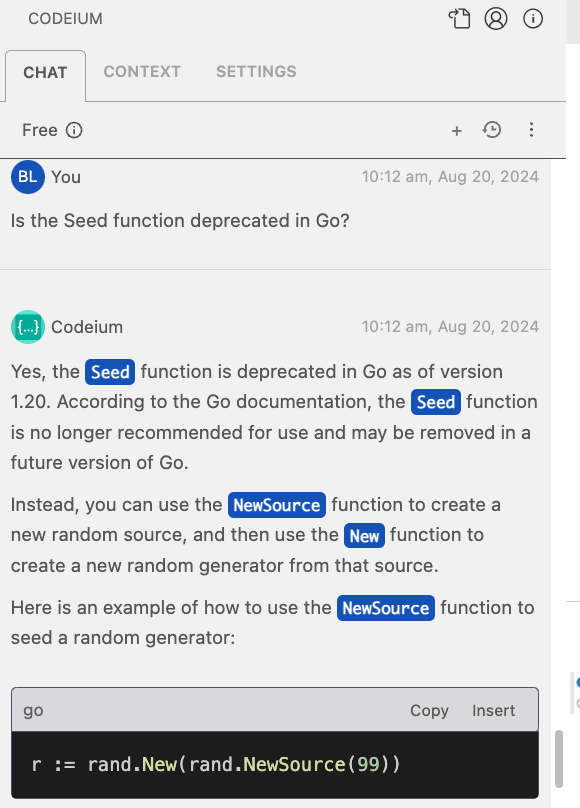 CODEIUM
CHAT CONTEXT SETTINGS
Free
BL You 10:12 am, Aug 20, 2024
Is the Seed function deprecated in Go?
{...} Codeium 10:12 am, Aug 20, 2024
Yes, the Seed function is deprecated in Go as of version
1.20. According to the Go documentation, the Seed function
is no longer recommended for use and may be removed in a
future version of Go.
Instead, you can use the NewSource function to create a
new random source, and then use the New function to
create a new random generator from that source.
Here is an example of how to use the NewSource function to
seed a random generator:
go Copy Insert
r := rand.New(rand.NewSource(99))